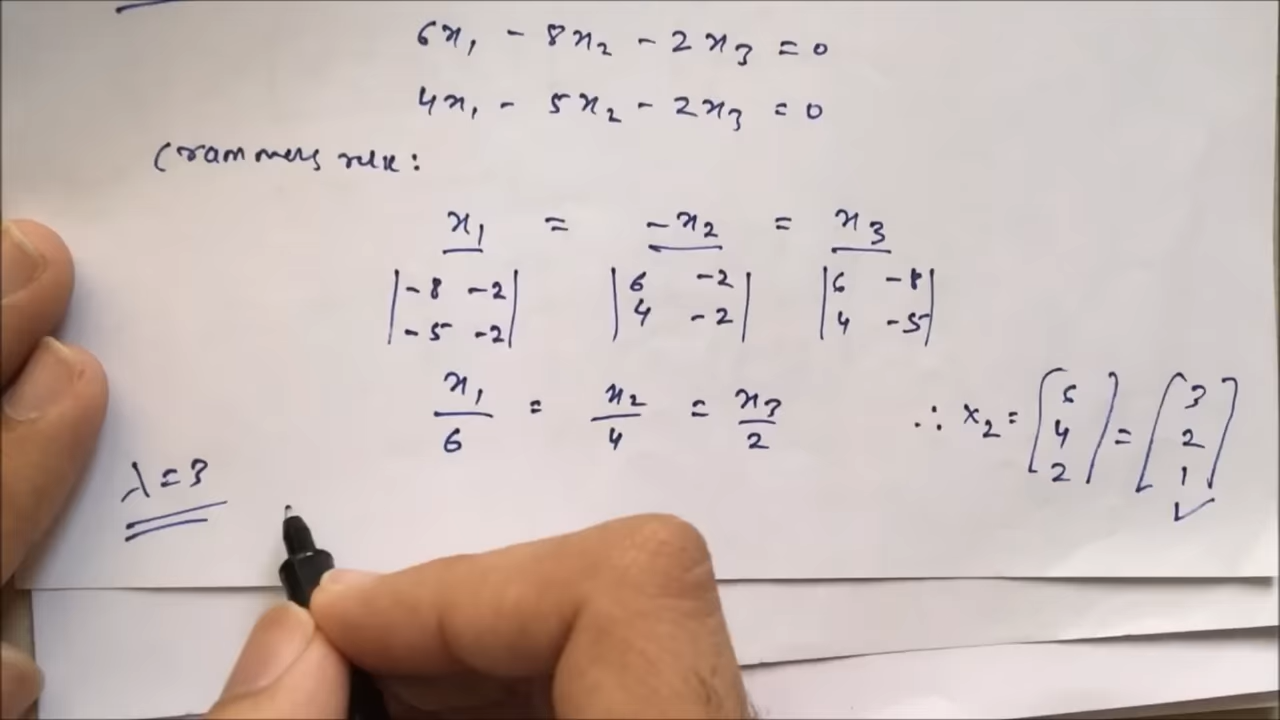 6x₁ - 8x₂ - 2x₃ = 0
4x₁ - 5x₂ - 2x₃ = 0
Crammers rule:
x₁ = -x₂ = x₃
|-8 -2| |6 -2| |6 -8|
|-5 -2| |4 -2| |4 -5|
x₁/6 = x₂/4 = x₃/2
∴ x₂ = [6 4 2] = [3 2 1] ✓
λ = 3